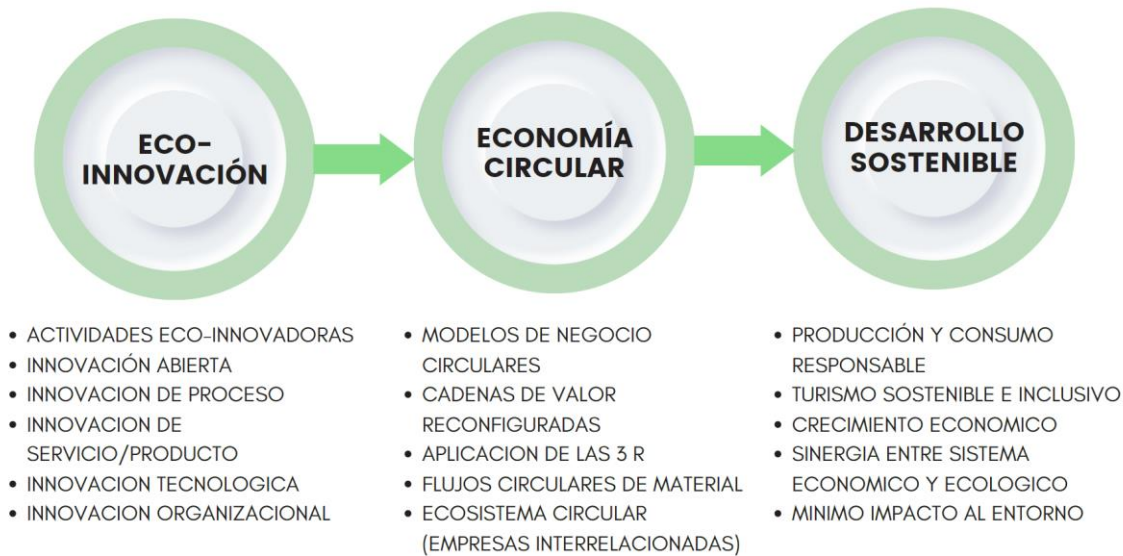 ECO-
INNOVACIÓN
ECONOMÍA
CIRCULAR
DESARROLLO
SOSTENIBLE
• ACTIVIDADES ECO-INNOVADORAS
• INNOVACIÓN ABIERTA
• INNOVACION DE PROCESO
• INNOVACION DE
SERVICIO/PRODUCTO
• INNOVACION TECNOLOGICA
• INNOVACION ORGANIZACIONAL
• MODELOS DE NEGOCIO
CIRCULARES
• CADENAS DE VALOR
RECONFIGURADAS
• APLICACION DE LAS 3 R
• FLUJOS CIRCULARES DE MATERIAL
• ECOSISTEMA CIRCULAR
(EMPRESAS INTERRELACIONADAS)
• PRODUCCIÓN Y CONSUMO
RESPONSABLE
• TURISMO SOSTENIBLE E INCLUSIVO
• CRECIMIENTO ECONOMICO
• SINERGIA ENTRE SISTEMA
ECONOMICO Y ECOLOGICO
• MINIMO IMPACTO AL ENTORNO